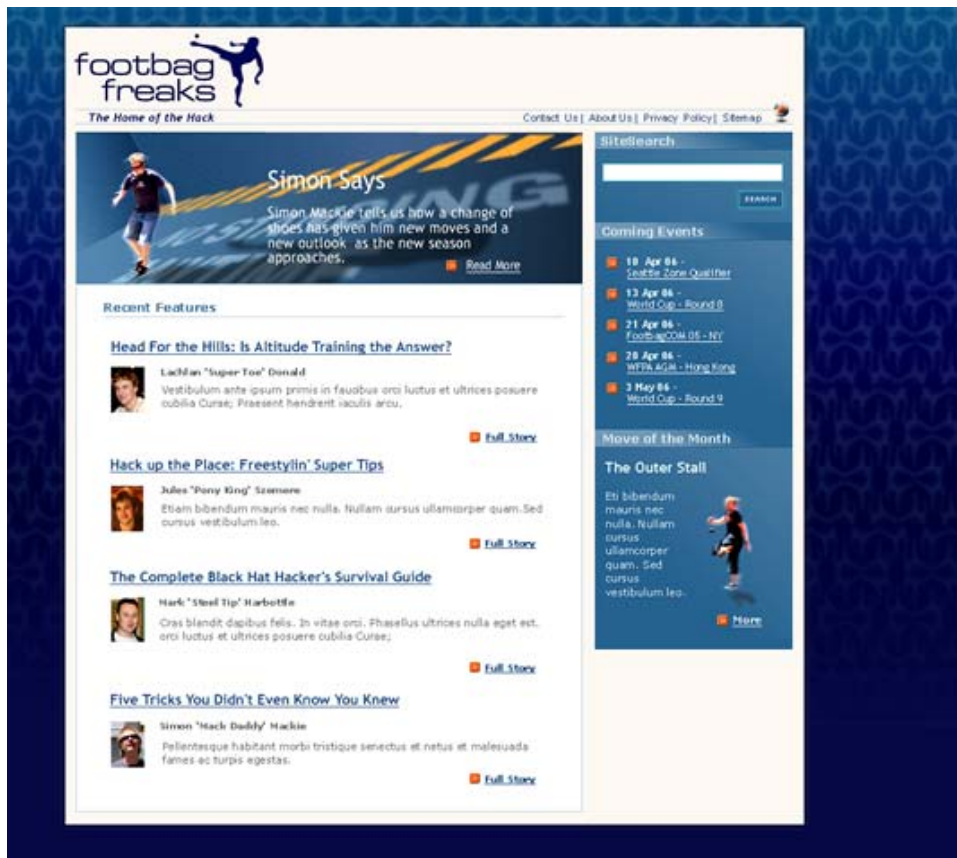 footbag
freaks
The Home of the Hack
Contact Us | About Us | Privacy Policy | Sitemap
Simon Says
Simon Mackie tells us how a change of
shoes has given him new moves and a
new outlook as the new season
approaches.
Read More
Recent Features
Head For the Hills: Is Altitude Training the Answer?
Lachlan 'Super Toe' Donald
Vestibulum ante ipsum primis in faucibus orci luctus et ultrices posuere
cubilia Curae; Praesent hendrerit iaculis arcu.
Full Story
Hack up the Place: Freestylin' Super Tips
Jules 'Pony King' Szemere
Etiam bibendum mauris nec nulla. Nullam cursus ullamcorper quam. Sed
cursus vestibulum leo.
Full Story
The Complete Black Hat Hacker's Survival Guide
Mark 'Steel Tip' Harbottle
Cras blandit dapibus felis. In vitae orci. Phasellus ultrices nulla eget est.
orci luctus et ultrices posuere cubilia Curae;
Full Story
Five Tricks You Didn't Even Know You Knew
Simon 'Mack Daddy' Mackie
Pellentesque habitant morbi tristique senectus et netus et malesuada
fames ac turpis egestas.
Full Story
SiteSearch
SEARCH
Coming Events
10 Apr 06 -
Seattle Zone Qualifier
13 Apr 06 -
World Cup - Round 8
21 Apr 06 -
FootbagCOM 05 - NY
28 Apr 06 -
WFPA AGM - Hong Kong
3 May 06 -
World Cup - Round 9
Move of the Month
The Outer Stall
Eti bibendum
mauris nec
nulla. Nullam
cursus
ullamcorper
quam. Sed
cursus
vestibulum leo.
More